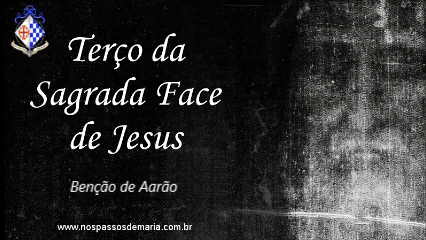 Terço da
Sagrada Face
de Jesus
Benção de Aarão
www.nospassosdemaria.com.br